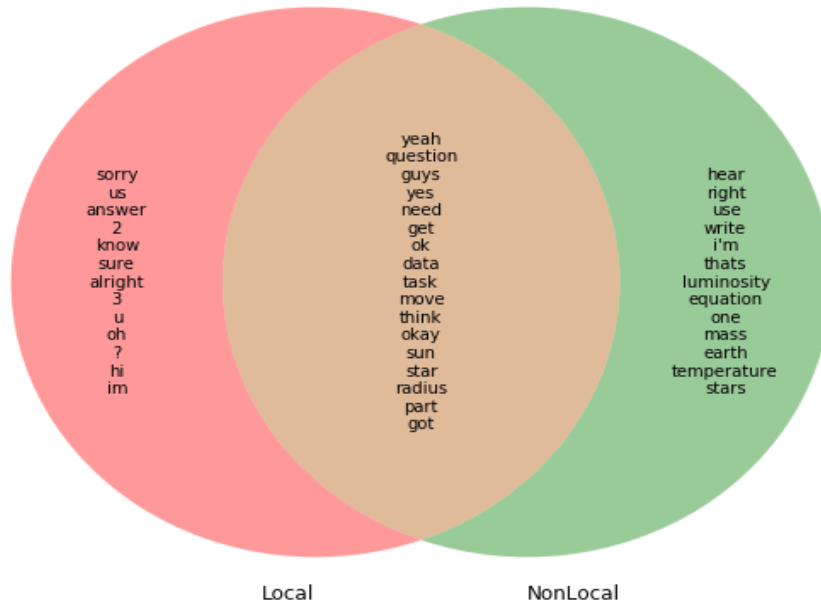 sorry
us
answer
2
know
sure
alright
3
u
oh
?
hi
im
yeah
question
guys
yes
need
get
ok
data
task
move
think
okay
sun
star
radius
part
got
hear
right
use
write
i'm
thats
luminosity
equation
one
mass
earth
temperature
stars
Local
NonLocal